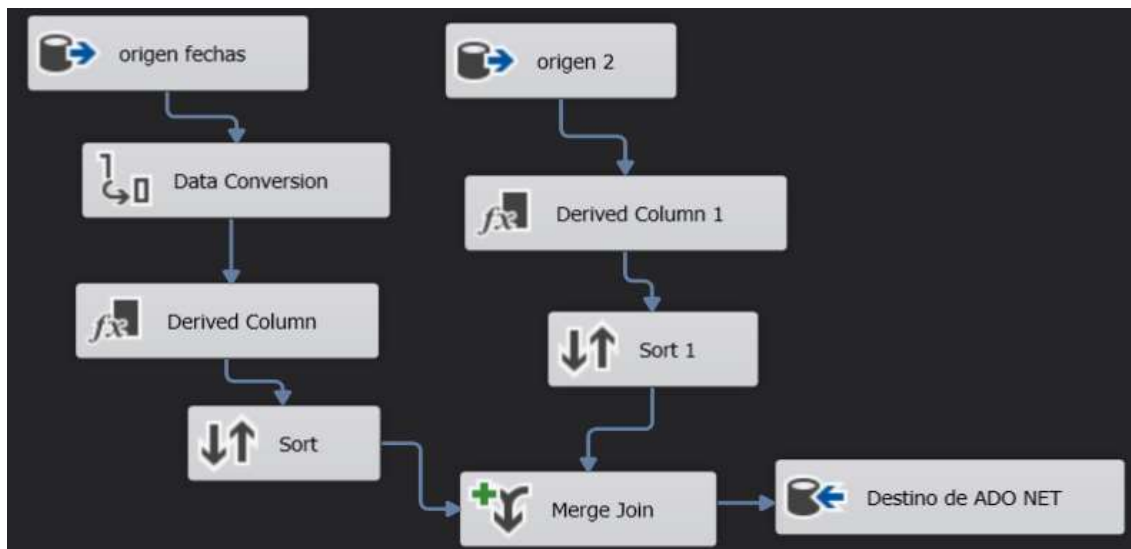 origen fechas
origen 2
Data Conversion
Derived Column 1
Derived Column
Sort 1
Sort
Merge Join
Destino de ADO NET